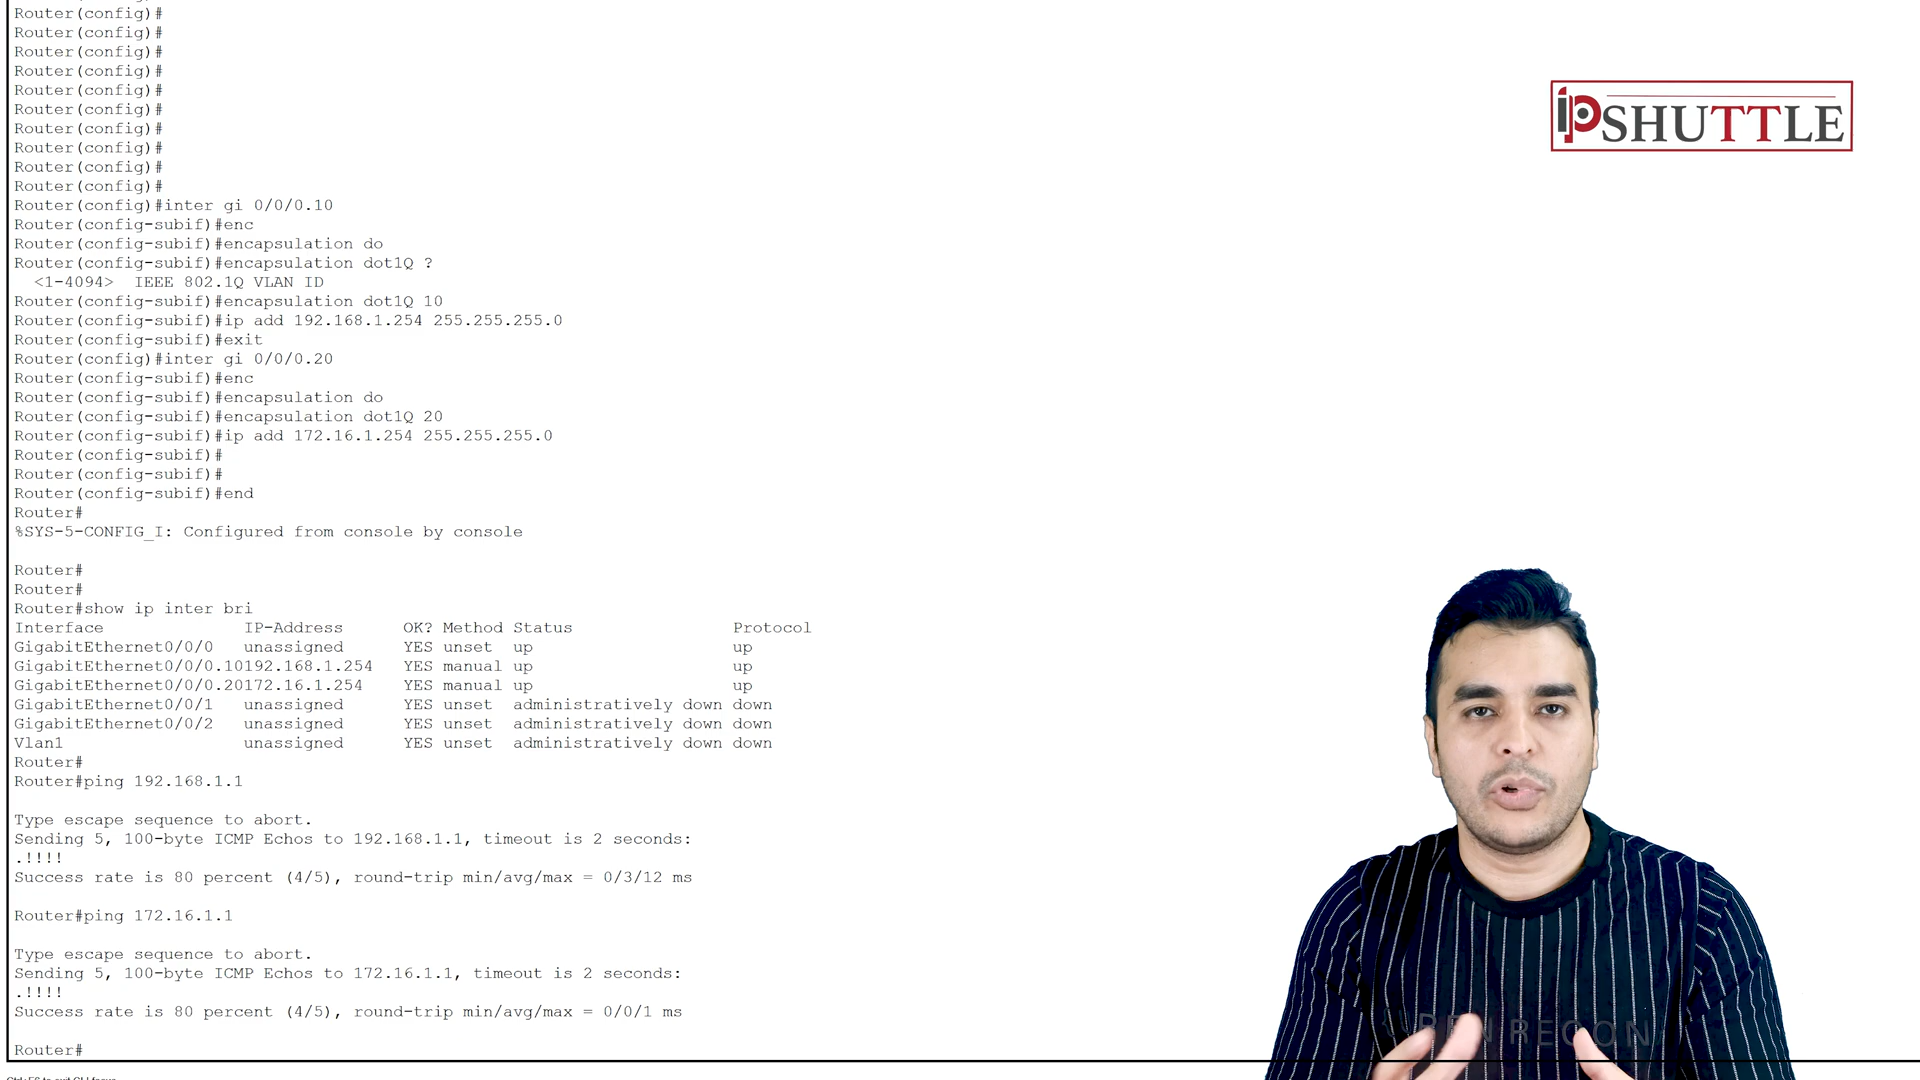 Router(config)#
Router(config)#
Router(config)#
Router(config)#
Router(config)#
Router(config)#
Router(config)#
Router(config)#
Router(config)#
Router(config)#
Router(config)#inter gi 0/0/0.10
Router(config-subif)#enc
Router(config-subif)#encapsulation do
Router(config-subif)#encapsulation dot1Q ?
<1-4094> IEEE 802.1Q VLAN ID
Router(config-subif)#encapsulation dot1Q 10
Router(config-subif)#ip add 192.168.1.254 255.255.255.0
Router(config-subif)#exit
Router(config)#inter gi 0/0/0.20
Router(config-subif)#enc
Router(config-subif)#encapsulation do
Router(config-subif)#encapsulation dot1Q 20
Router(config-subif)#ip add 172.16.1.254 255.255.255.0
Router(config-subif)#
Router(config-subif)#
Router(config-subif)#end
Router#
%SYS-5-CONFIG_I: Configured from console by console
Router#
Router#
Router#show ip inter bri
Interface IP-Address OK? Method Status Protocol
GigabitEthernet0/0/0 unassigned YES unset up up
GigabitEthernet0/0/0.10192.168.1.254 YES manual up up
GigabitEthernet0/0/0.20172.16.1.254 YES manual up up
GigabitEthernet0/0/1 unassigned YES unset administratively down down
GigabitEthernet0/0/2 unassigned YES unset administratively down down
Vlan1 unassigned YES unset administratively down down
Router#
Router#ping 192.168.1.1
Type escape sequence to abort.
Sending 5, 100-byte ICMP Echos to 192.168.1.1, timeout is 2 seconds:
.!!!!
Success rate is 80 percent (4/5), round-trip min/avg/max = 0/3/12 ms
Router#ping 172.16.1.1
Type escape sequence to abort.
Sending 5, 100-byte ICMP Echos to 172.16.1.1, timeout is 2 seconds:
.!!!!
Success rate is 80 percent (4/5), round-trip min/avg/max = 0/0/1 ms
Router#
ipSHUTTLE